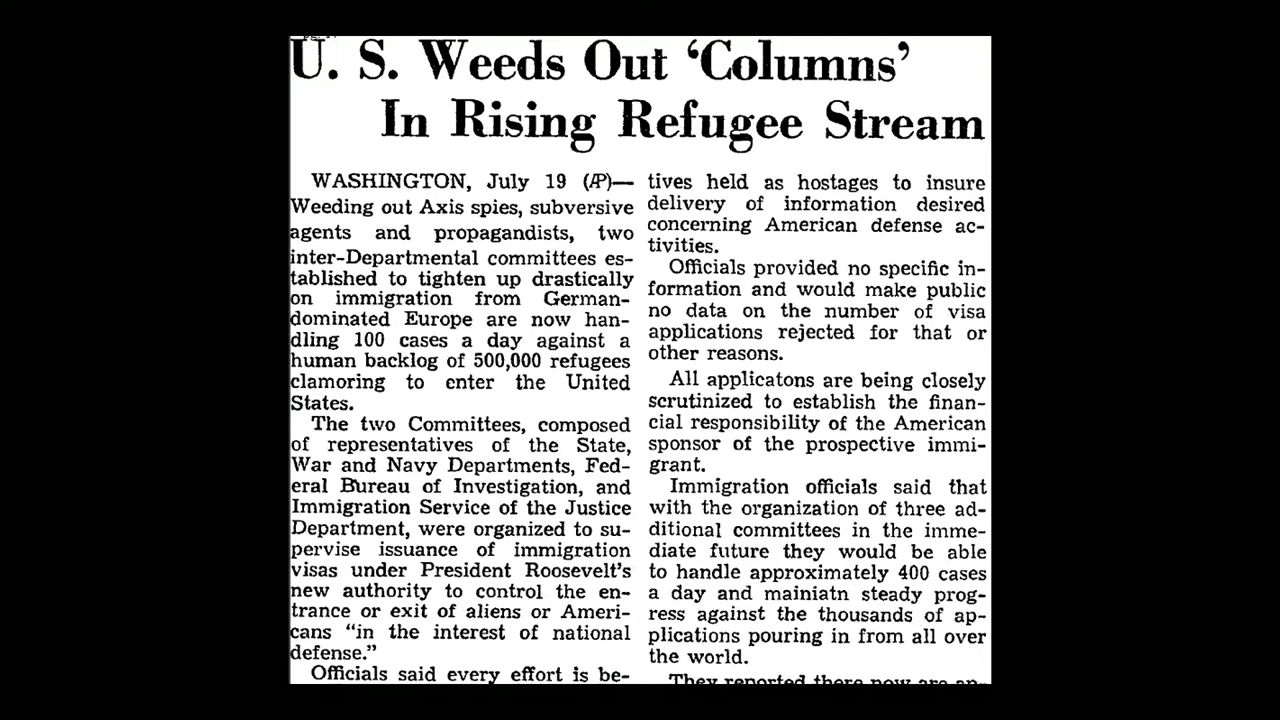 U. S. Weeds Out ‘Columns’
In Rising Refugee Stream
WASHINGTON, July 19 (AP)—
Weeding out Axis spies, subversive
agents and propagandists, two
inter-Departmental committees es-
tablished to tighten up drastically
on immigration from German-
dominated Europe are now han-
dling 100 cases a day against a
human backlog of 500,000 refugees
clamoring to enter the United
States.
The two Committees, composed
of representatives of the State,
War and Navy Departments, Fed-
eral Bureau of Investigation, and
Immigration Service of the Justice
Department, were organized to su-
pervise issuance of immigration
visas under President Roosevelt’s
new authority to control the en-
trance or exit of aliens or Ameri-
cans “in the interest of national
defense.”
Officials said every effort is be-
tives held as hostages to insure
delivery of information desired
concerning American defense ac-
tivities.
Officials provided no specific in-
formation and would make public
no data on the number of visa
applications rejected for that or
other reasons.
All applicatons are being closely
scrutinized to establish the finan-
cial responsibility of the American
sponsor of the prospective immi-
grant.
Immigration officials said that
with the organization of three ad-
ditional committees in the imme-
diate future they would be able
to handle approximately 400 cases
a day and mainiatn steady prog-
ress against the thousands of ap-
plications pouring in from all over
the world.
They reported there now are an-